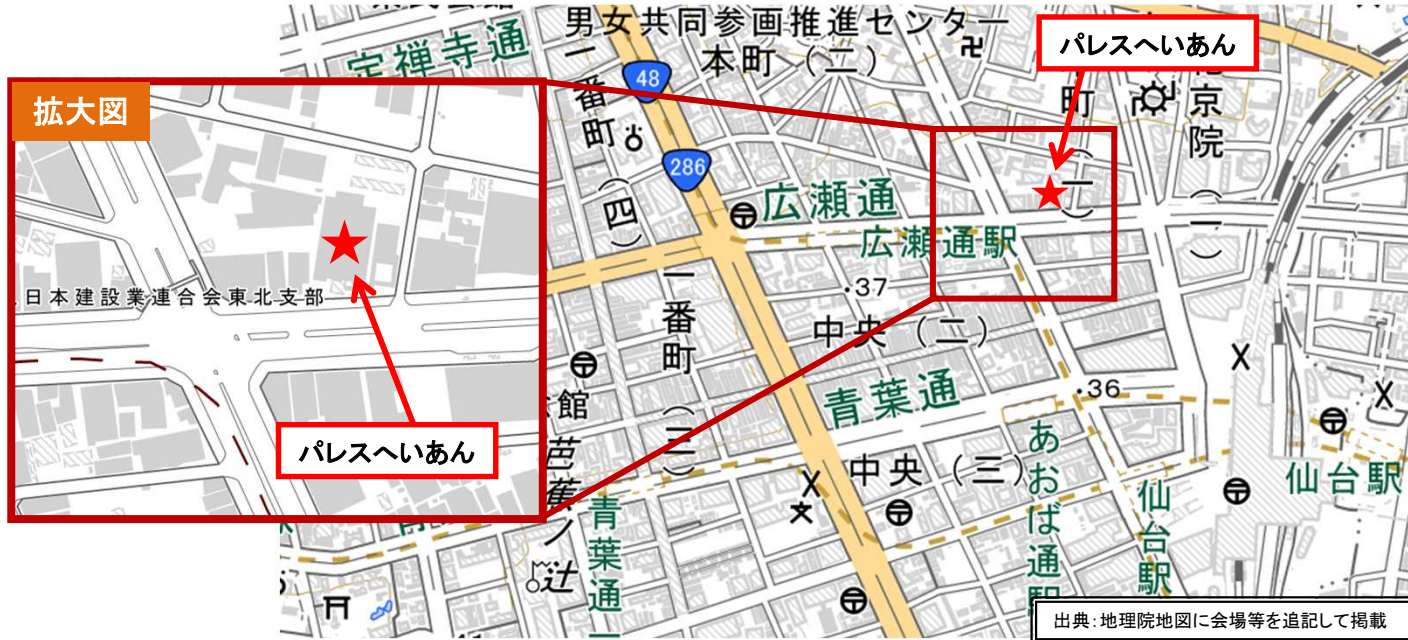 拡大図
日本建設業連合会東北支部
パレスへいあん
定禅寺通
男女共同参画推進センター
本町（二）
パレスへいあん
48
一番町（四）
286
広瀬通
広瀬通駅
町（一）
京院（一）
・37
中央（二）
一番町（三）
青葉通
・36
館
中央（三）
あおば通駅
仙台駅
仙台駅
芭蕉ノ辻
青葉通一
出典：地理院地図に会場等を追記して掲載